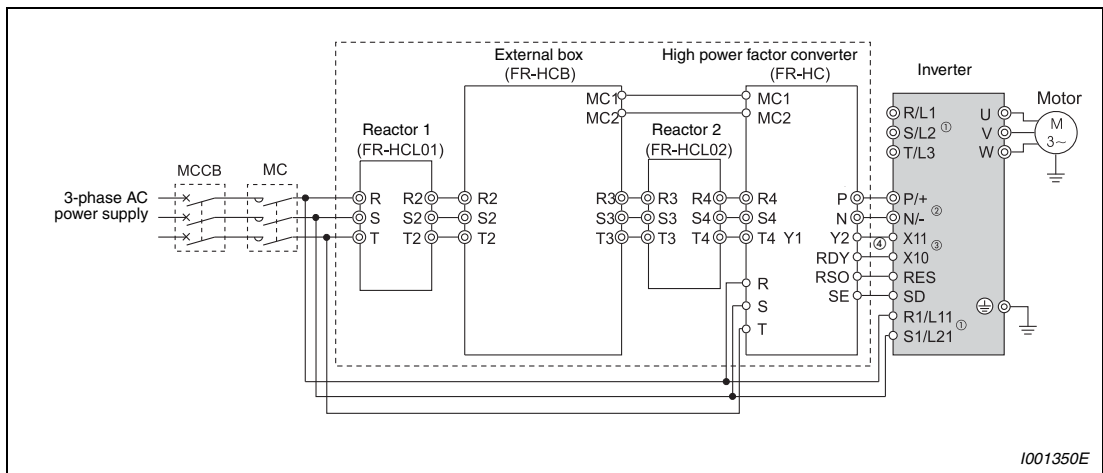 External box
(FR-HCB)
High power factor converter
(FR-HC)
Inverter
Motor
MC1 MC1
MC2 MC2
R/L1 U
S/L2 ① V
T/L3 W
M
3~
Reactor 1
(FR-HCL01)
Reactor 2
(FR-HCL02)
MCCB MC
3-phase AC
power supply
R R2 R2 R3 R3 R4 R4 P P/+
S S2 S2 S3 S3 S4 S4 N N/- ②
T T2 T2 T3 T3 T4 T4 Y1 Y2 ④ X11 ③
RDY X10
R RSO RES
S SE SD
T R1/L11 ①
S1/L21
I001350E